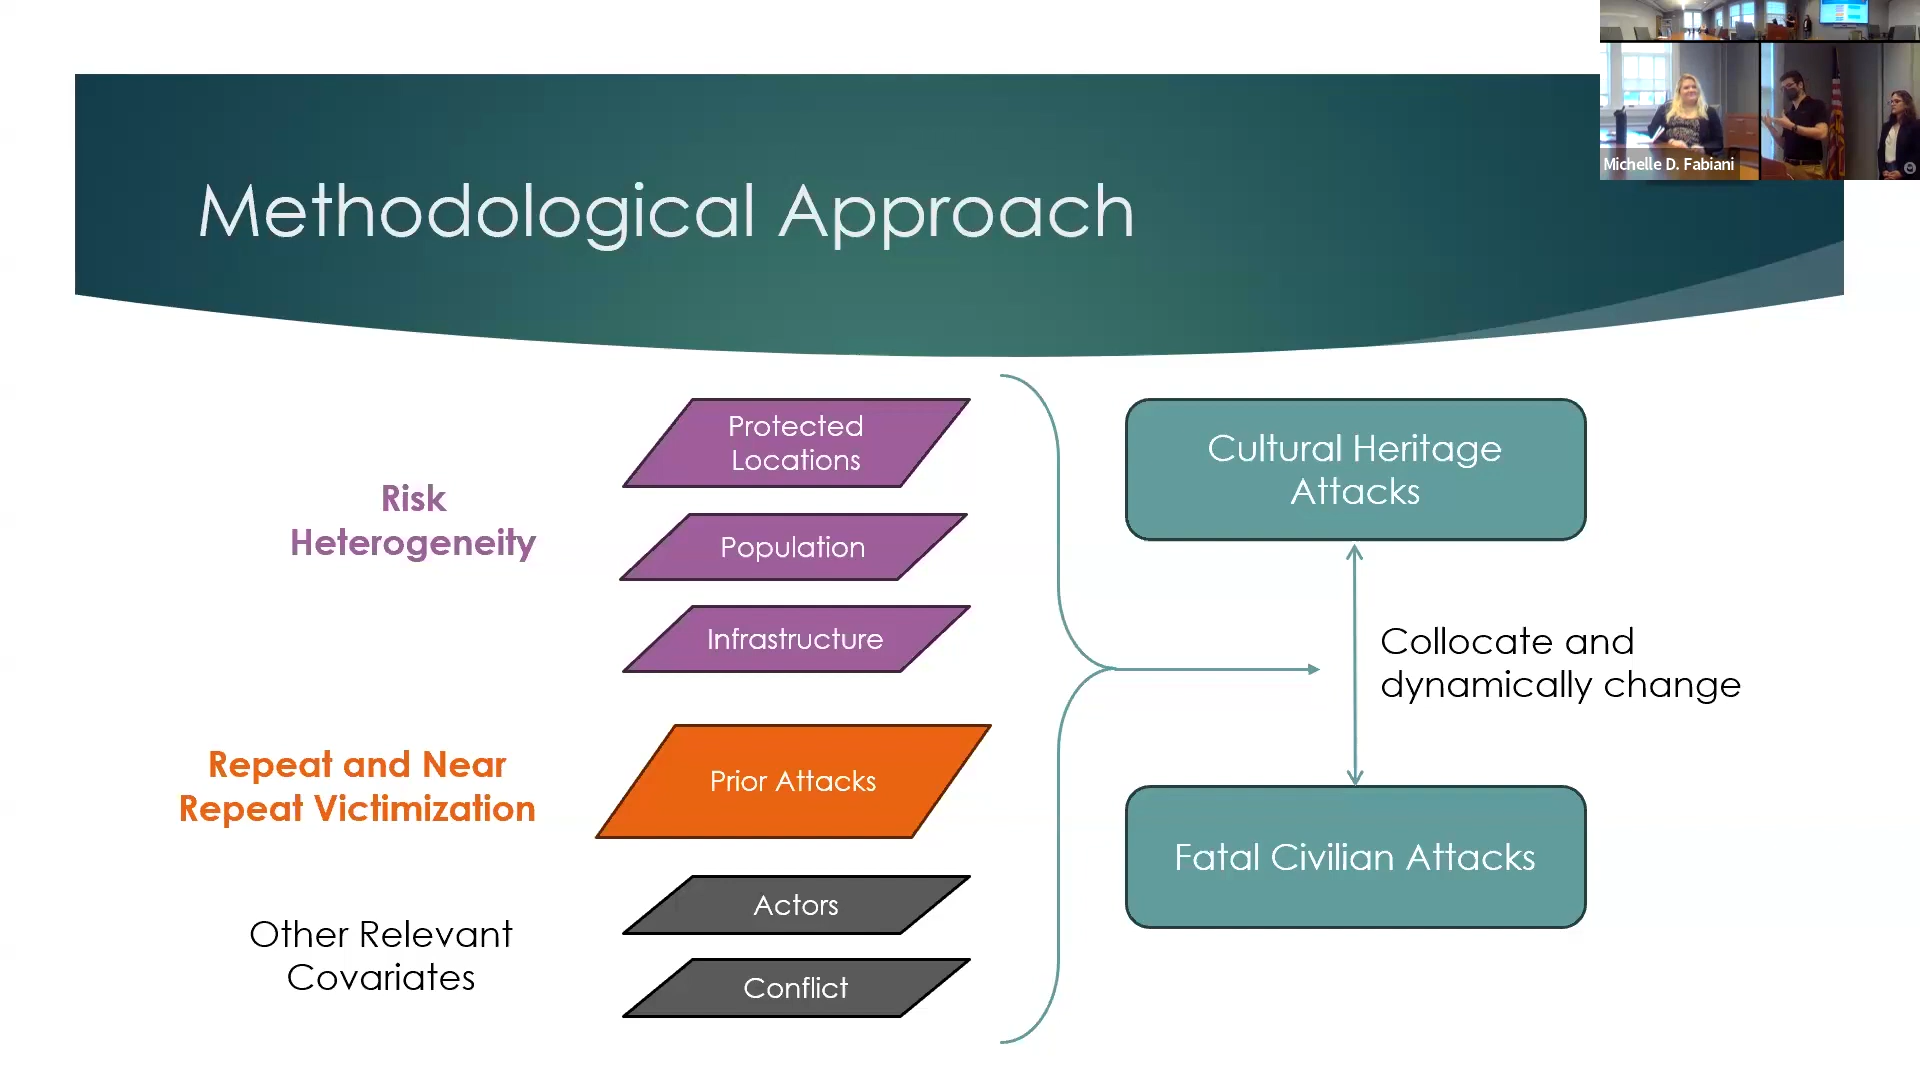 Michelle D. Fabiani
Methodological Approach
Risk
Heterogeneity
Protected
Locations
Population
Infrastructure
Repeat and Near
Repeat Victimization
Prior Attacks
Other Relevant
Covariates
Actors
Conflict
Cultural Heritage
Attacks
Collocate and
dynamically change
Fatal Civilian Attacks